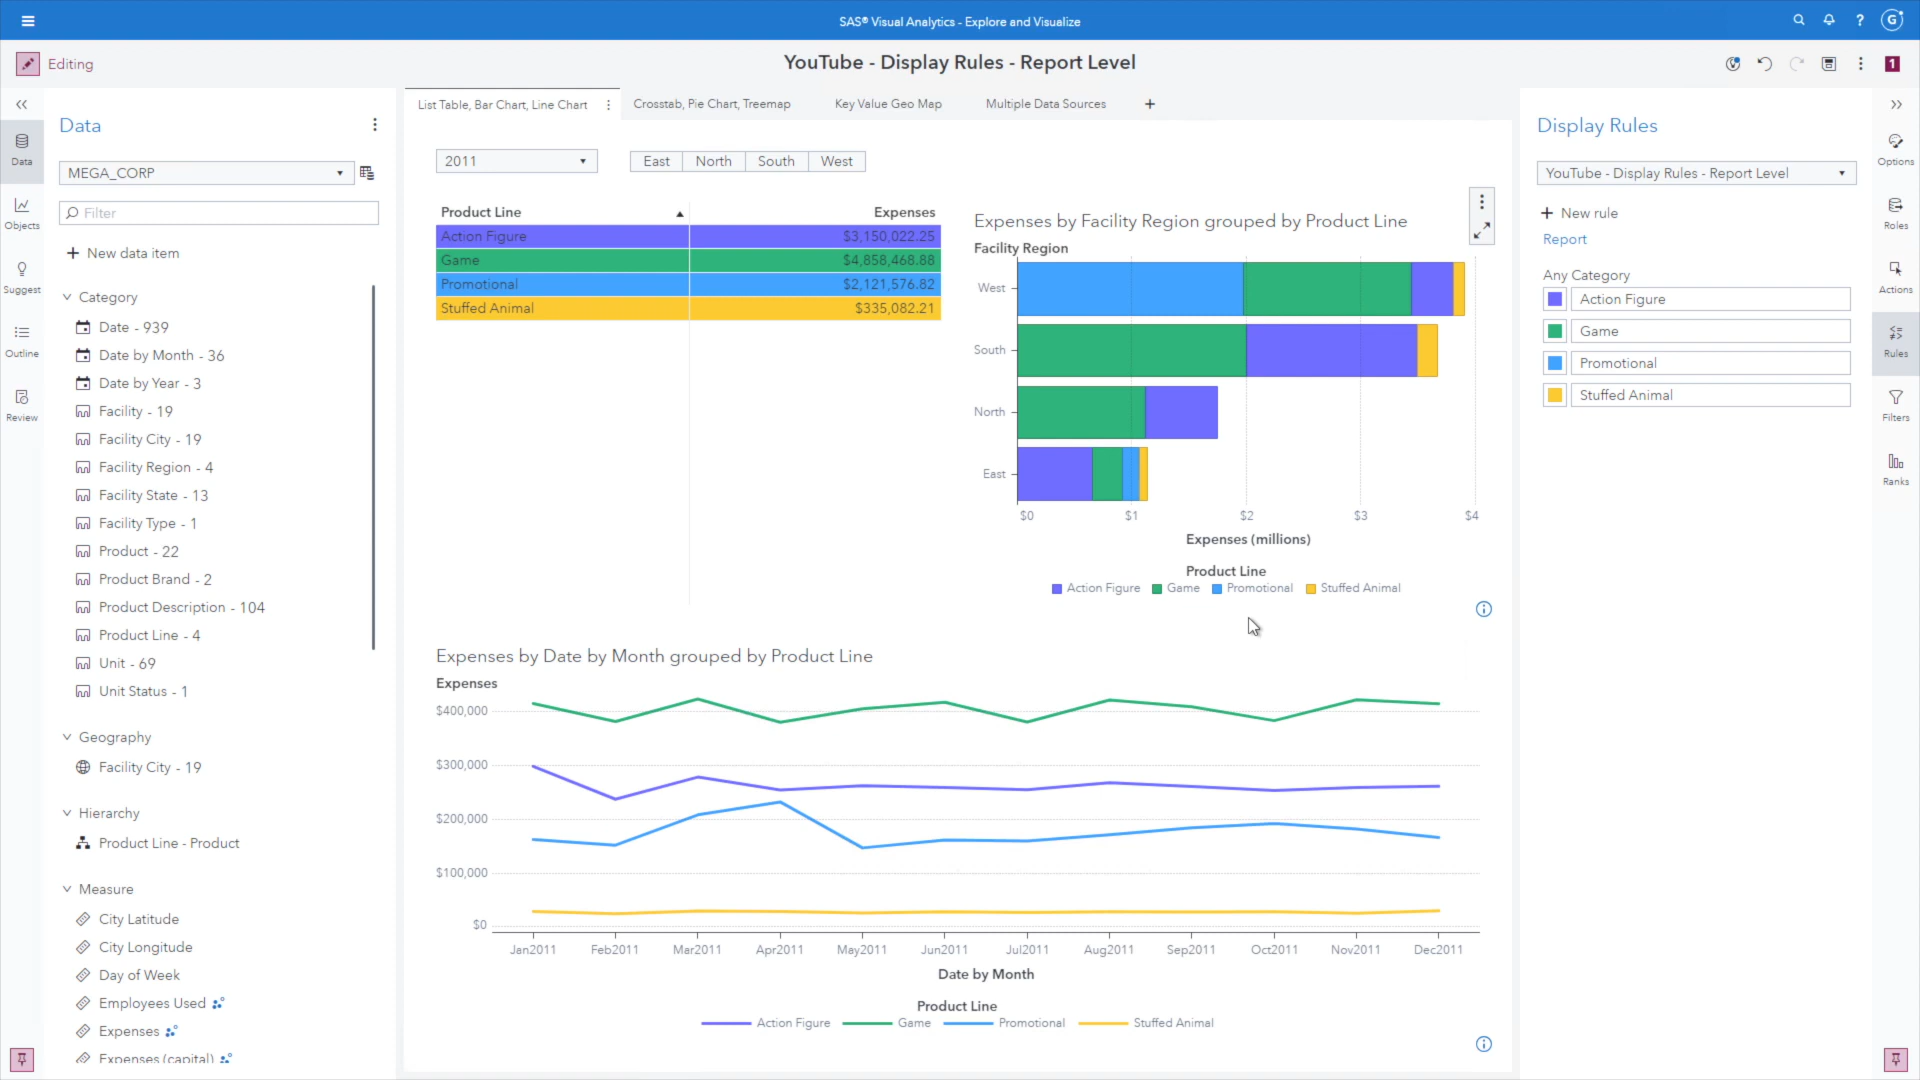 SAS® Visual Analytics - Explore and Visualize
G
Editing
YouTube - Display Rules - Report Level
1
List Table, Bar Chart, Line Chart
Crosstab, Pie Chart, Treemap
Key Value Geo Map
Multiple Data Sources
Data
Objects
Suggest
Outline
Review
Data
MEGA_CORP
Filter
New data item
Category
Date - 939
Date by Month - 36
Date by Year - 3
Facility - 19
Facility City - 19
Facility Region - 4
Facility State - 13
Facility Type - 1
Product - 22
Product Brand - 2
Product Description - 104
Product Line - 4
Unit - 69
Unit Status - 1
Geography
Facility City - 19
Hierarchy
Product Line - Product
Measure
City Latitude
City Longitude
Day of Week
Employees Used
Expenses
Expenses (capital)
2011
East North South West
Product Line Expenses
Action Figure $3,150,022.25
Game $4,858,468.88
Promotional $2,121,576.82
Stuffed Animal $335,082.21
Expenses by Facility Region grouped by Product Line
Facility Region
West
South
North
East
$0 $1 $2 $3 $4
Expenses (millions)
Product Line
Action Figure Game Promotional Stuffed Animal
Expenses by Date by Month grouped by Product Line
Expenses
$400,000
$300,000
$200,000
$100,000
$0
Jan2011 Feb2011 Mar2011 Apr2011 May2011 Jun2011 Jul2011 Aug2011 Sep2011 Oct2011 Nov2011 Dec2011
Date by Month
Product Line
Action Figure Game Promotional Stuffed Animal
Display Rules
YouTube - Display Rules - Report Level
New rule
Report
Any Category
Action Figure
Game
Promotional
Stuffed Animal
Options
Roles
Actions
Rules
Filters
Ranks